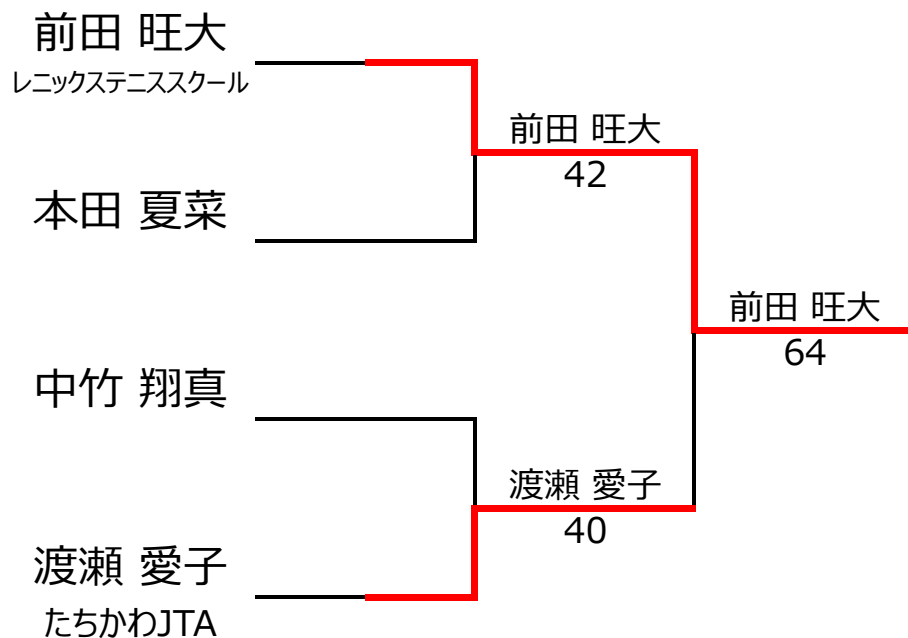 前田 旺大
レニックステニススクール
前田 旺大
42
本田 夏菜
前田 旺大
64
中竹 翔真
渡瀬 愛子
40
渡瀬 愛子
たちかわJTA